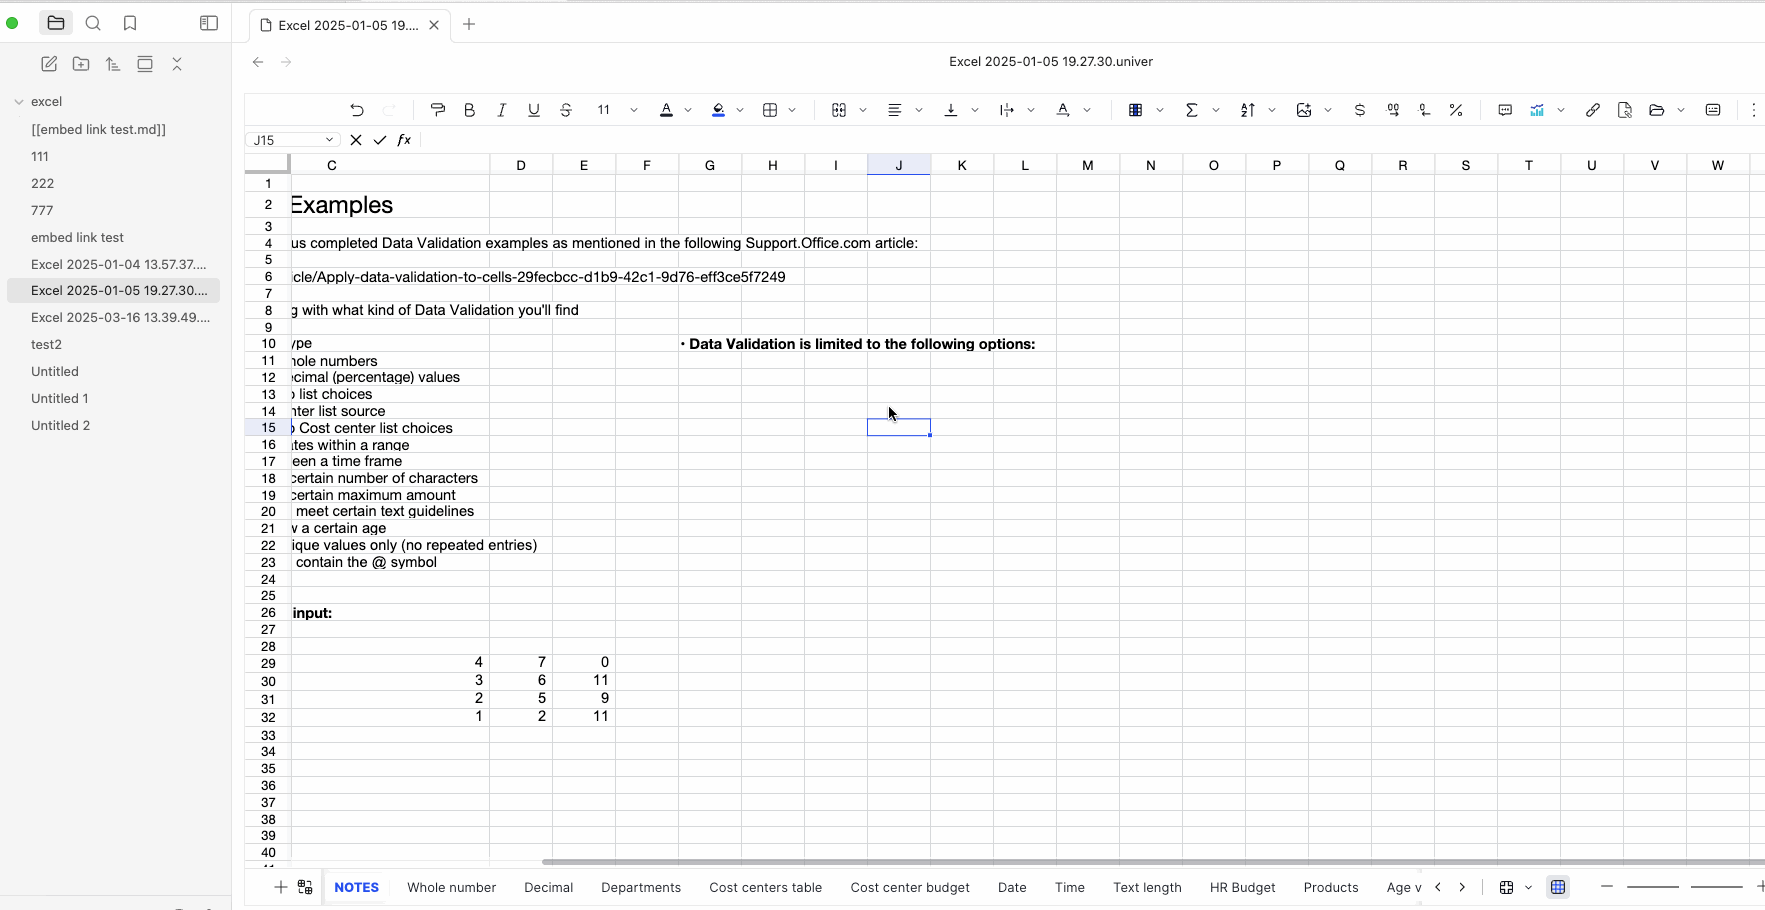 Excel 2025-01-05 19....
Excel 2025-01-05 19.27.30.univer
excel
[[embed link test.md]]
111
222
777
embed link test
Excel 2025-01-04 13.57.37....
Excel 2025-01-05 19.27.30....
Excel 2025-03-16 13.39.49....
test2
Untitled
Untitled 1
Untitled 2
B I U S 11 A A $ %
J15 fx
C D E F G H I J K L M N O P Q R S T U V W
1
2 Examples
3
4 us completed Data Validation examples as mentioned in the following Support.Office.com article:
5
6 icle/Apply-data-validation-to-cells-29fecbcc-d1b9-42c1-9d76-eff3ce5f7249
7
8 g with what kind of Data Validation you'll find
9
10 ype • Data Validation is limited to the following options:
11 hole numbers
12 ecimal (percentage) values
13 list choices
14 nter list source
15 Cost center list choices
16 ates within a range
17 een a time frame
18 certain number of characters
19 certain maximum amount
20 meet certain text guidelines
21 w a certain age
22 ique values only (no repeated entries)
23 contain the @ symbol
24
25
26 input:
27
28
29 4 7 0
30 3 6 11
31 2 5 9
32 1 2 11
33
34
35
36
37
38
39
40
NOTES Whole number Decimal Departments Cost centers table Cost center budget Date Time Text length HR Budget Products Age v